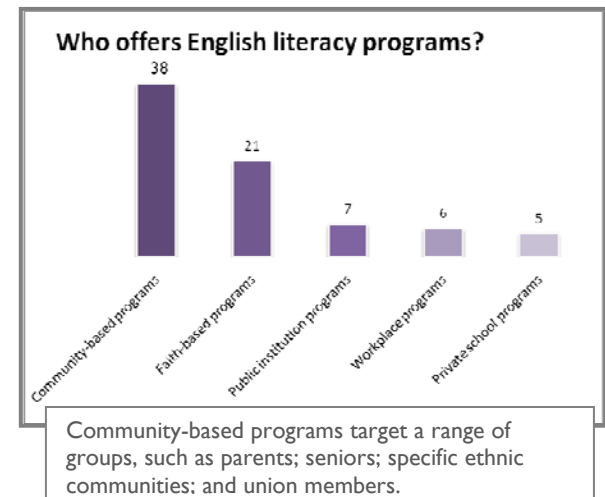 Who offers English literacy programs?
38
21
7
6
5
Community-based programs
Faith-based programs
Public institution programs
Workplace programs
Private school programs
Community-based programs target a range of
groups, such as parents; seniors; specific ethnic
communities; and union members.